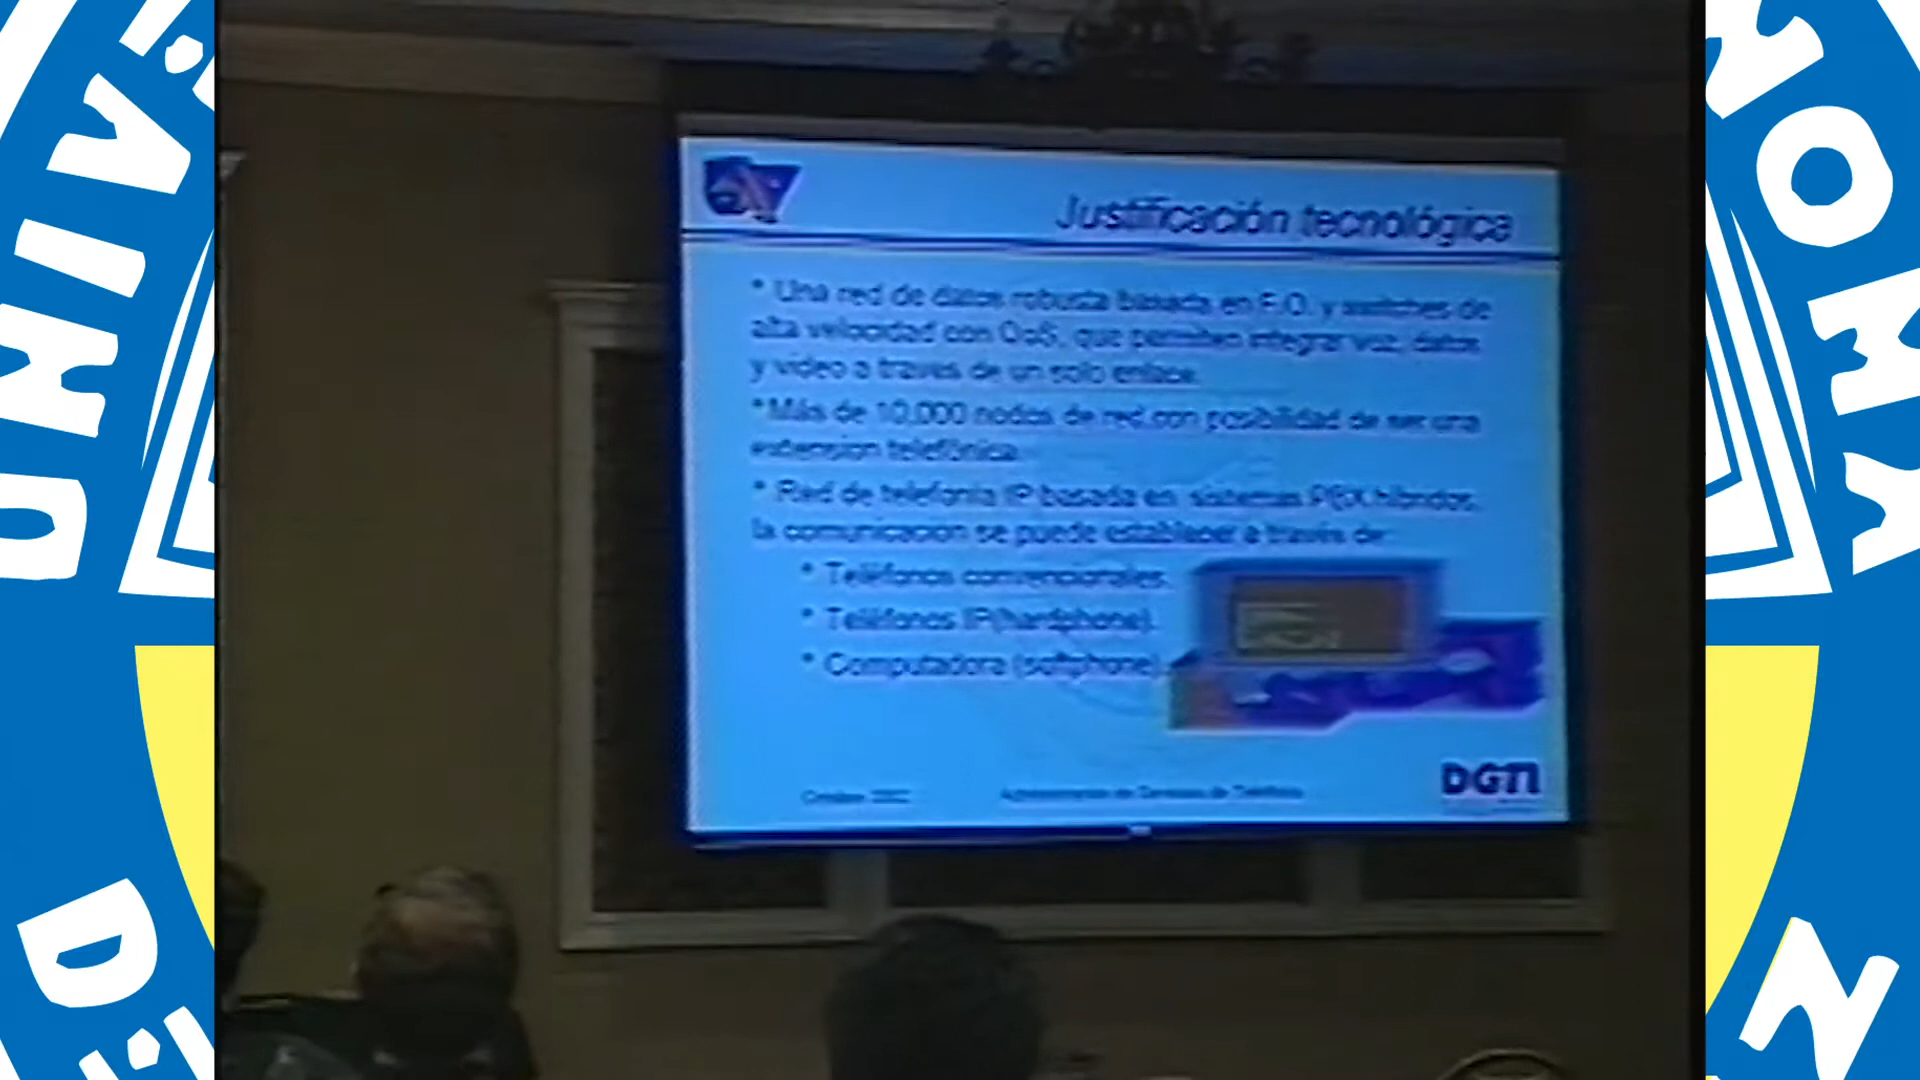 Justificación tecnológica
* Una red de datos robusta basada en F.O. y switches de
alta velocidad con QoS, que permiten integrar voz, datos
y video a traves de un solo enlace.
* Más de 10,000 nodos de red con posibilidad de ser una
extension telefónica.
* Red de telefonía IP basada en sistemas PBX híbridos,
la comunicacion se puede establecer a través de:
* Teléfonos convencionales.
* Teléfonos IP(hardphone).
* Computadora (softphone).
DGTI